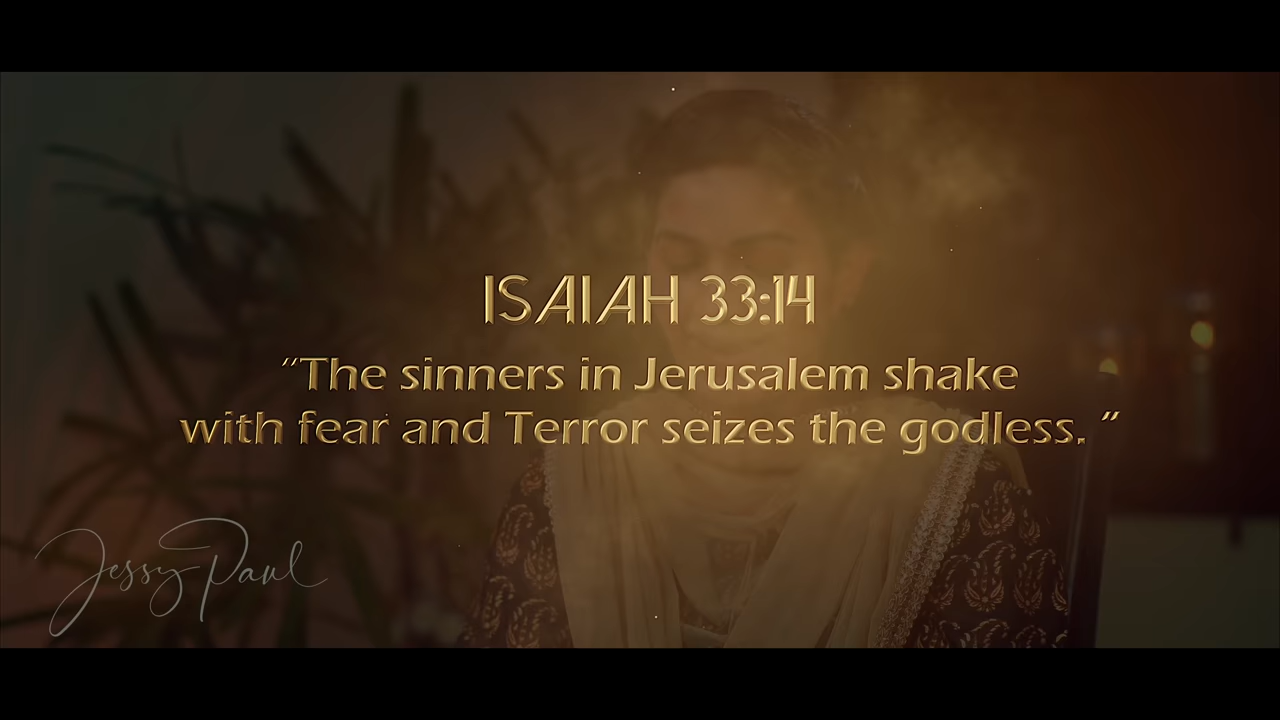 ISAIAH 33:14
“The sinners in Jerusalem shake
with fear and Terror seizes the godless. ”
Jessy Paul